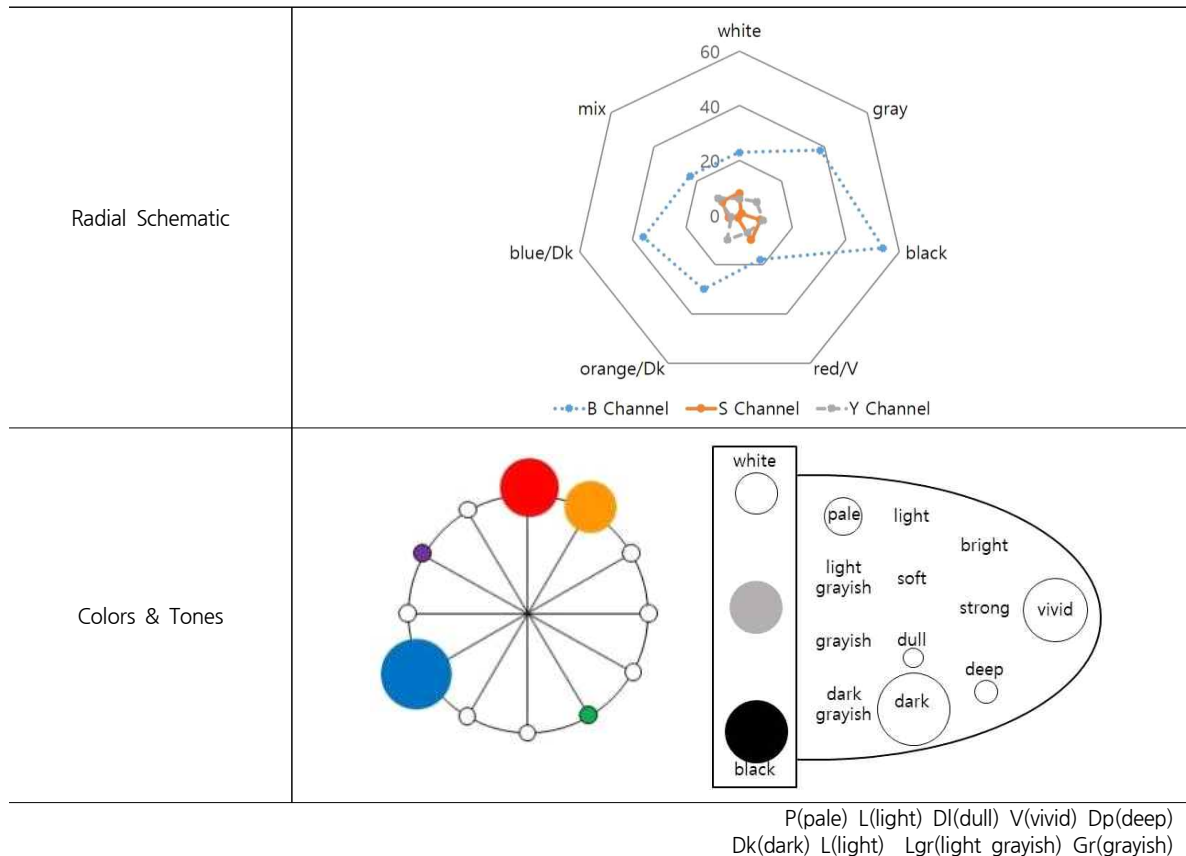 Radial Schematic
white
60
mix
40
gray
20
0
blue/Dk
black
orange/Dk
red/V
B Channel S Channel Y Channel
Colors & Tones
white
pale light
bright
light
grayish
soft
strong vivid
grayish dull
deep
dark
grayish
dark
black
P(pale) L(light) Dl(dull) V(vivid) Dp(deep)
Dk(dark) L(light) Lgr(light grayish) Gr(grayish)